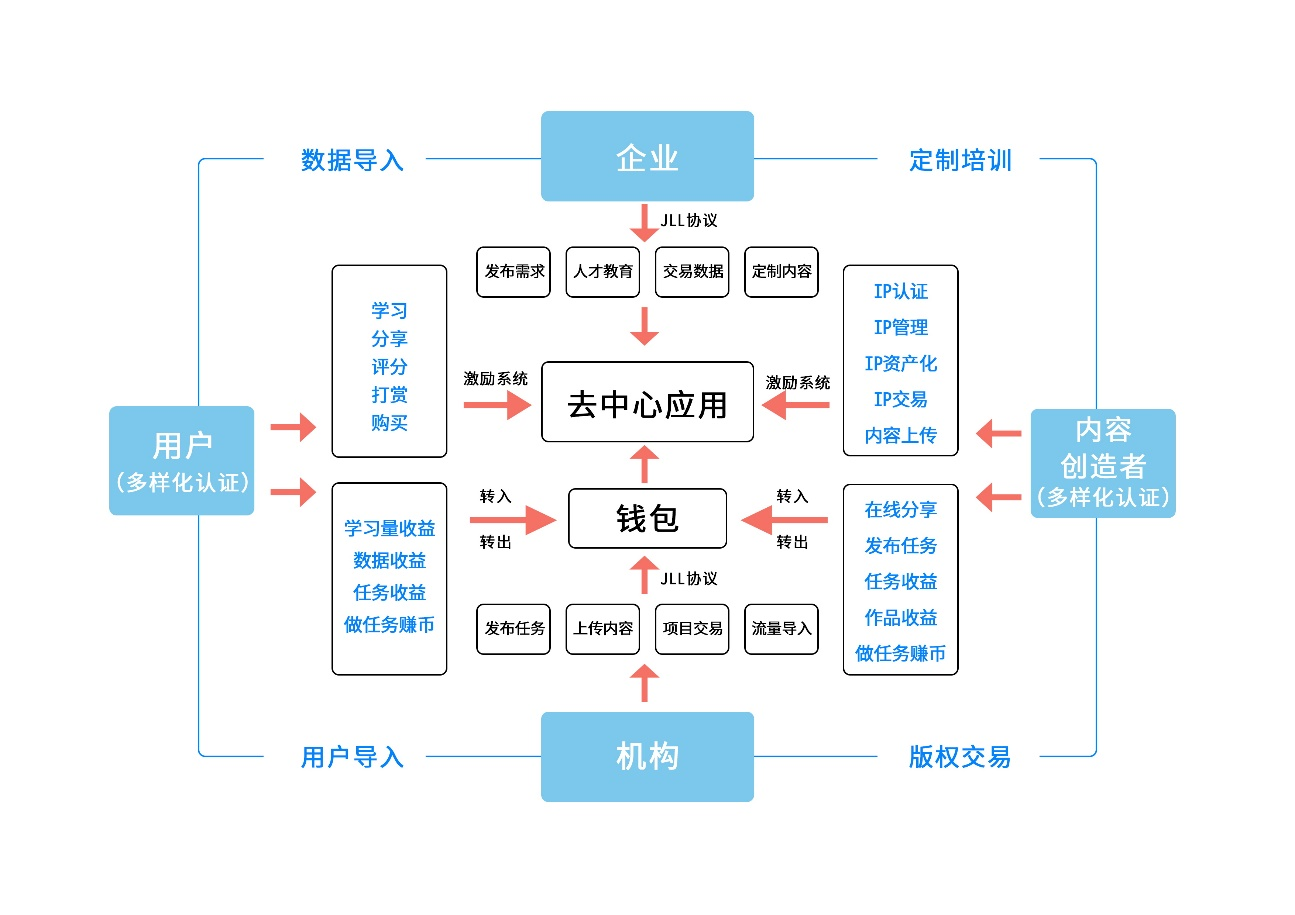 企业
数据导入
定制培训
JLL协议
发布需求
人才教育
交易数据
定制内容
学习
分享
评分
打赏
购买
IP认证
IP管理
IP资产化
IP交易
内容上传
激励系统
去中心应用
激励系统
用户
(多样化认证)
内容
创造者
(多样化认证)
学习量收益
数据收益
任务收益
做任务赚币
转入
转出
钱包
转入
转出
在线分享
发布任务
任务收益
作品收益
做任务赚币
JLL协议
发布任务
上传内容
项目交易
流量导入
用户导入
机构
版权交易